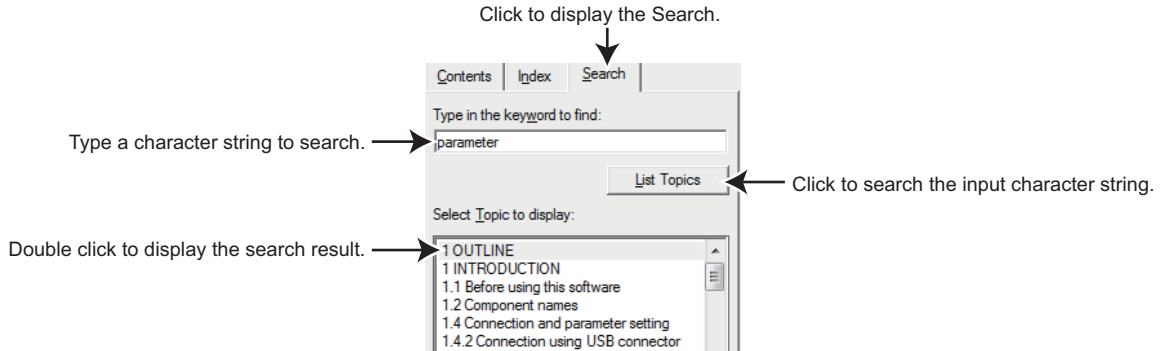 Click to display the Search.
Contents Index Search
Type in the keyword to find:
Type a character string to search.
parameter
List Topics
Click to search the input character string.
Select Topic to display:
Double click to display the search result.
1 OUTLINE
1 INTRODUCTION
1.1 Before using this software
1.2 Component names
1.4 Connection and parameter setting
1.4.2 Connection using USB connector